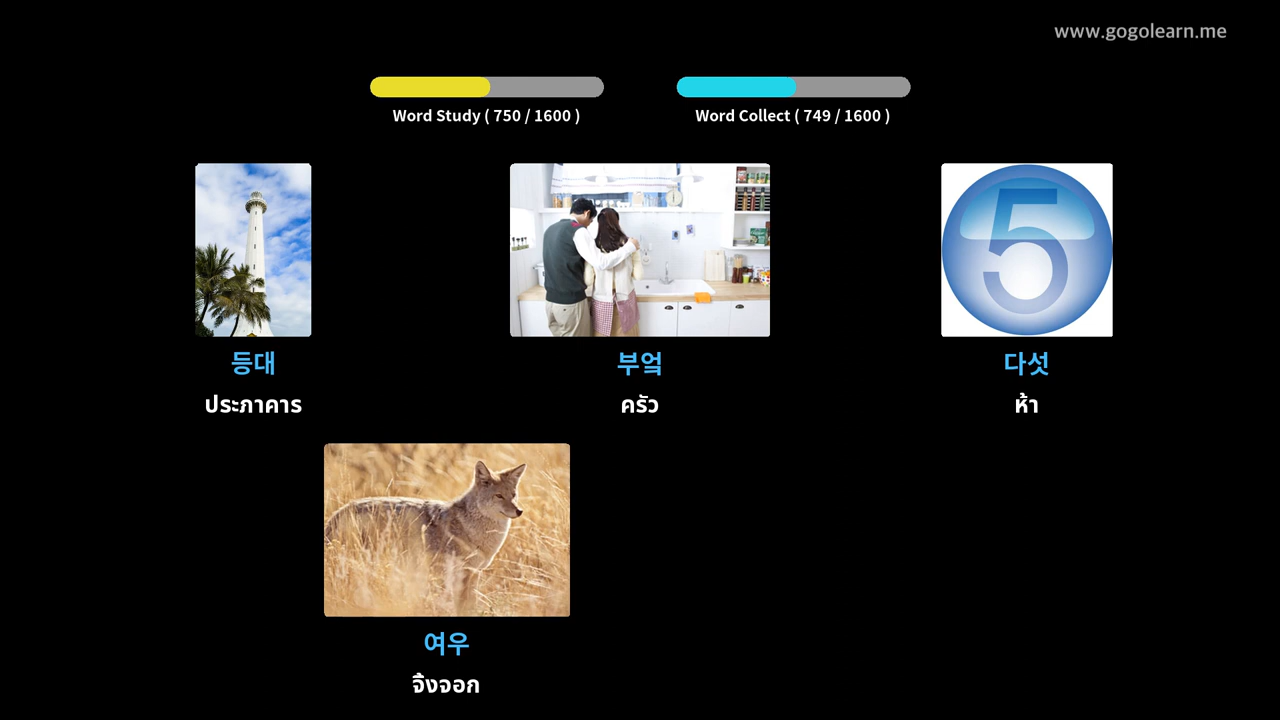 www.gogolearn.me
Word Study ( 750 / 1600 )
Word Collect ( 749 / 1600 )
5
등대
부엌
다섯
ประภาคาร
ครัว
ห้า
여우
จิ้งจอก